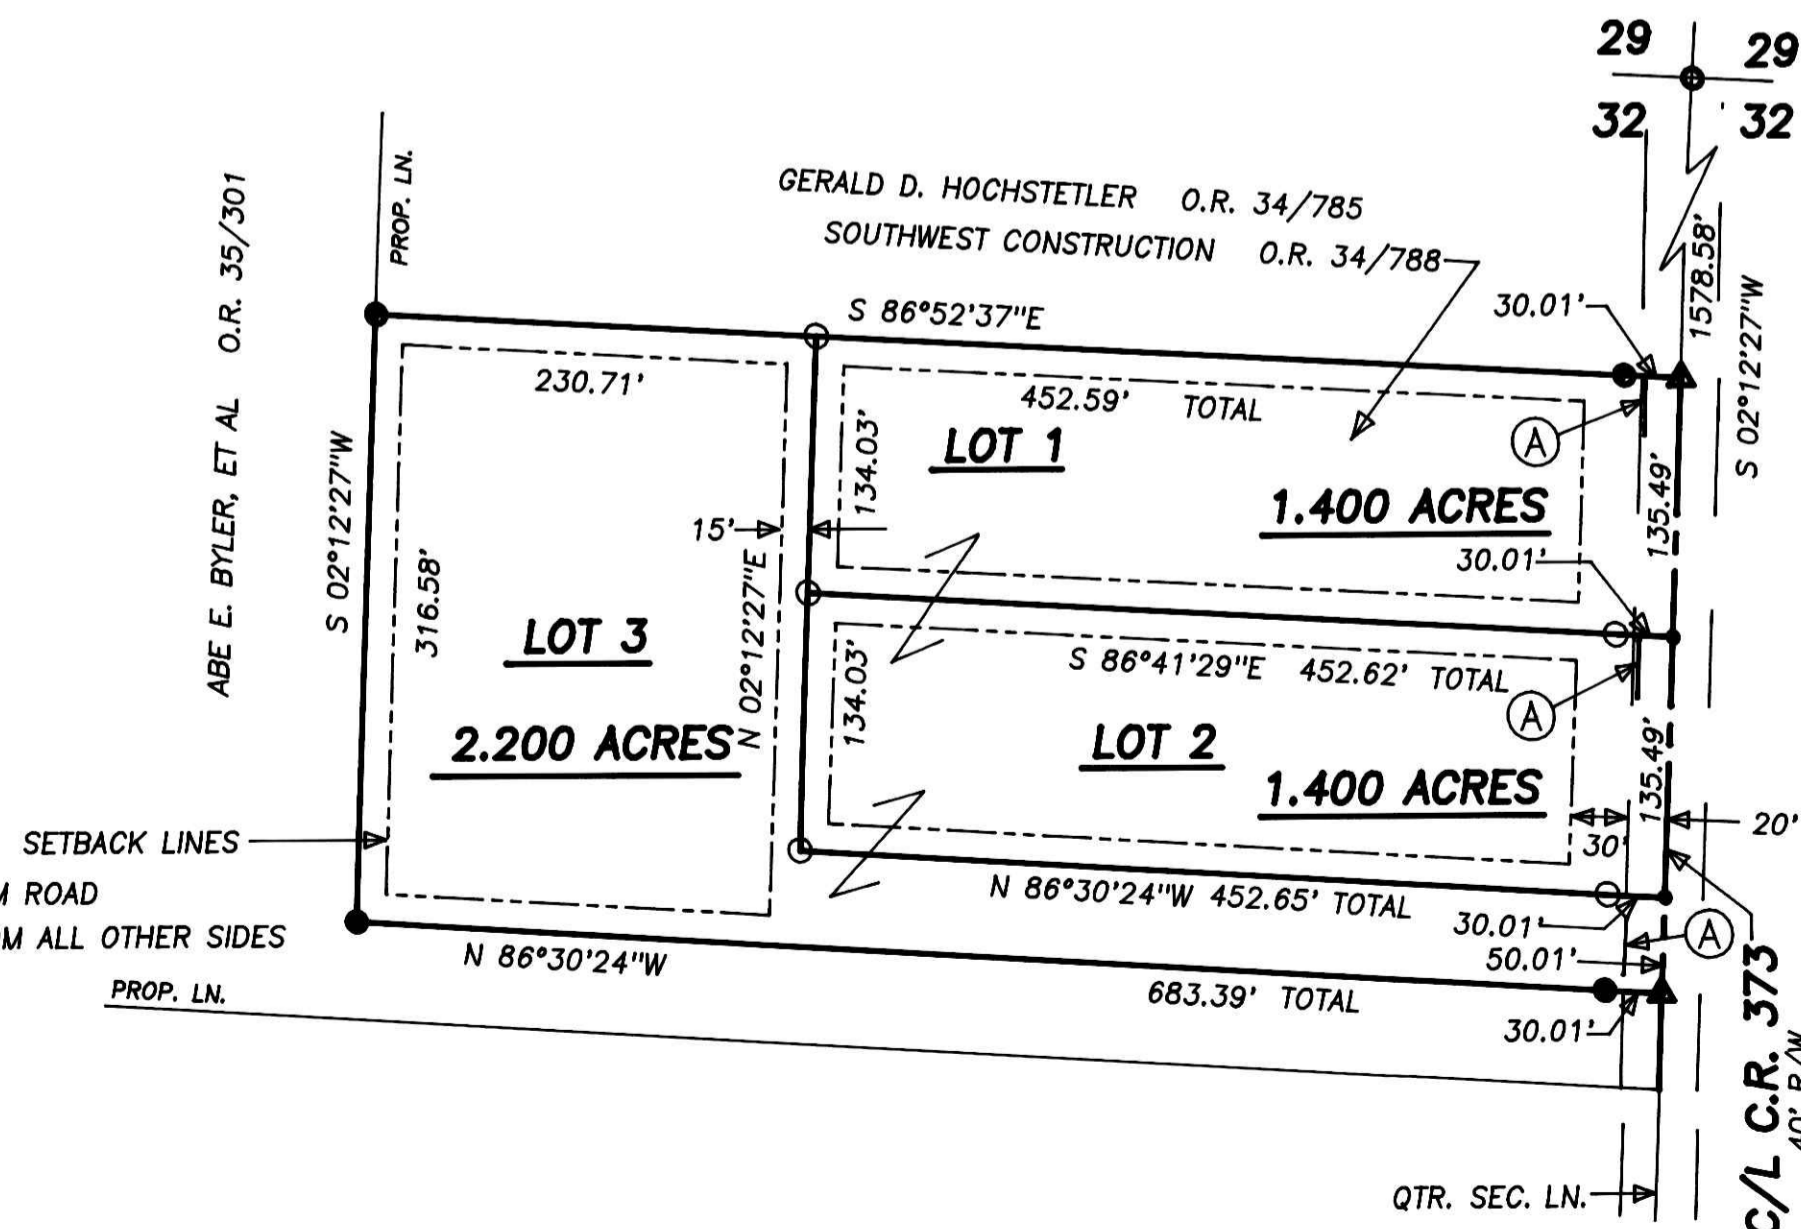 29 29
32 32
GERALD D. HOCHSTETLER O.R. 34/785
SOUTHWEST CONSTRUCTION O.R. 34/788
PROP. LN.
ABE E. BYLER, ET AL O.R. 35/301
1578.58'
S 02°12'27"W
30.01'
S 86°52'37"E
230.71'
452.59' TOTAL
A
LOT 1
134.03'
1.400 ACRES
135.49'
S 02°12'27"W
316.58'
15'
N 02°12'27"E
30.01'
LOT 3
2.200 ACRES
S 86°41'29"E 452.62' TOTAL
A
134.03'
LOT 2
1.400 ACRES
135.49'
20'
30'
SETBACK LINES
ROAD
ALL OTHER SIDES
N 86°30'24"W 452.65' TOTAL
30.01'
A
50.01'
N 86°30'24"W
683.39' TOTAL
30.01'
PROP. LN.
C/L C.R. 373
40' R/W
QTR. SEC. LN.